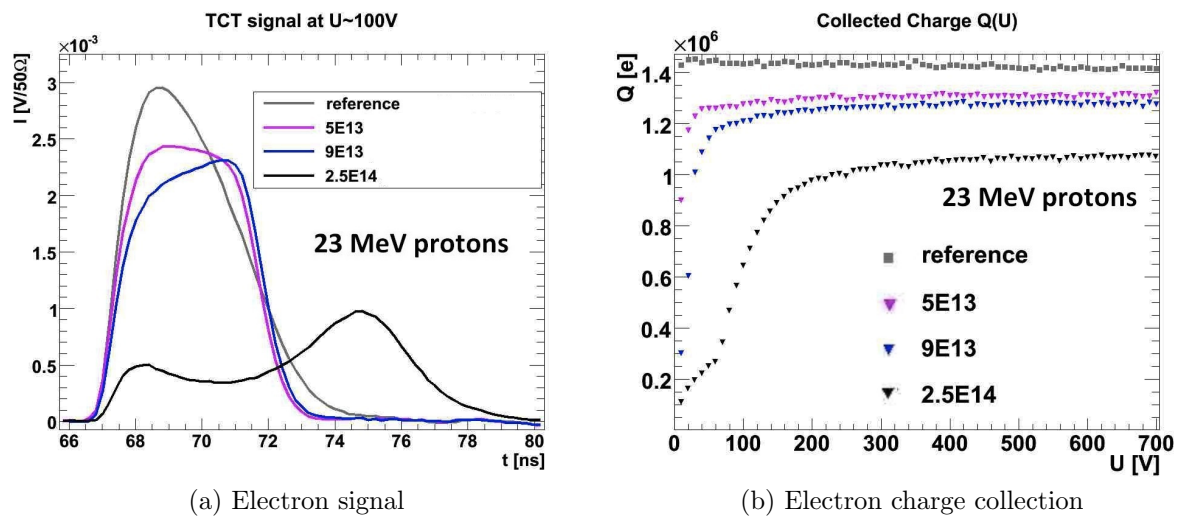 TCT signal at U~100V
×10⁻³
I [V/50Ω]
3
2.5
2
1.5
1
0.5
0
reference
5E13
9E13
2.5E14
23 MeV protons
66 68 70 72 74 76 78 80
t [ns]
(a) Electron signal
Collected Charge Q(U)
×10⁶
Q [e]
1.4
1.2
1
0.8
0.6
0.4
0.2
23 MeV protons
reference
5E13
9E13
2.5E14
0 100 200 300 400 500 600 700
U [V]
(b) Electron charge collection